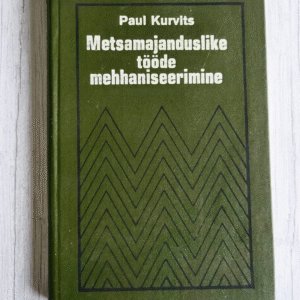 Paul Kurvits
Metsamajanduslike
tööde
mehhaniseerimine